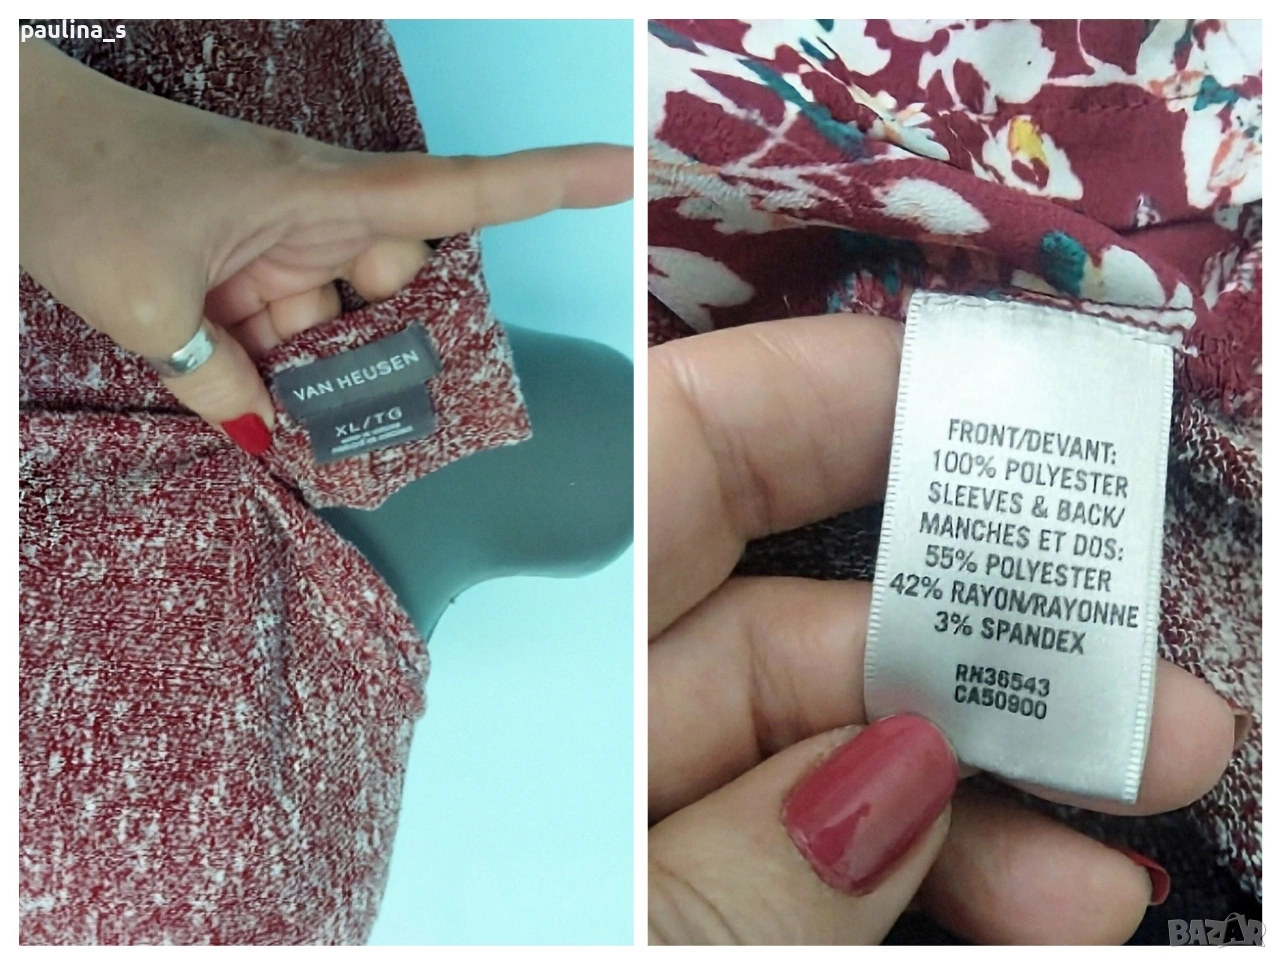 paulina_s
VAN HEUSEN
XL/TG
FRONT/DEVANT:
100% POLYESTER
SLEEVES & BACK/
MANCHES ET DOS:
55% POLYESTER
42% RAYON/RAYONNE
3% SPANDEX
RN36543
CA50900
BAZAR